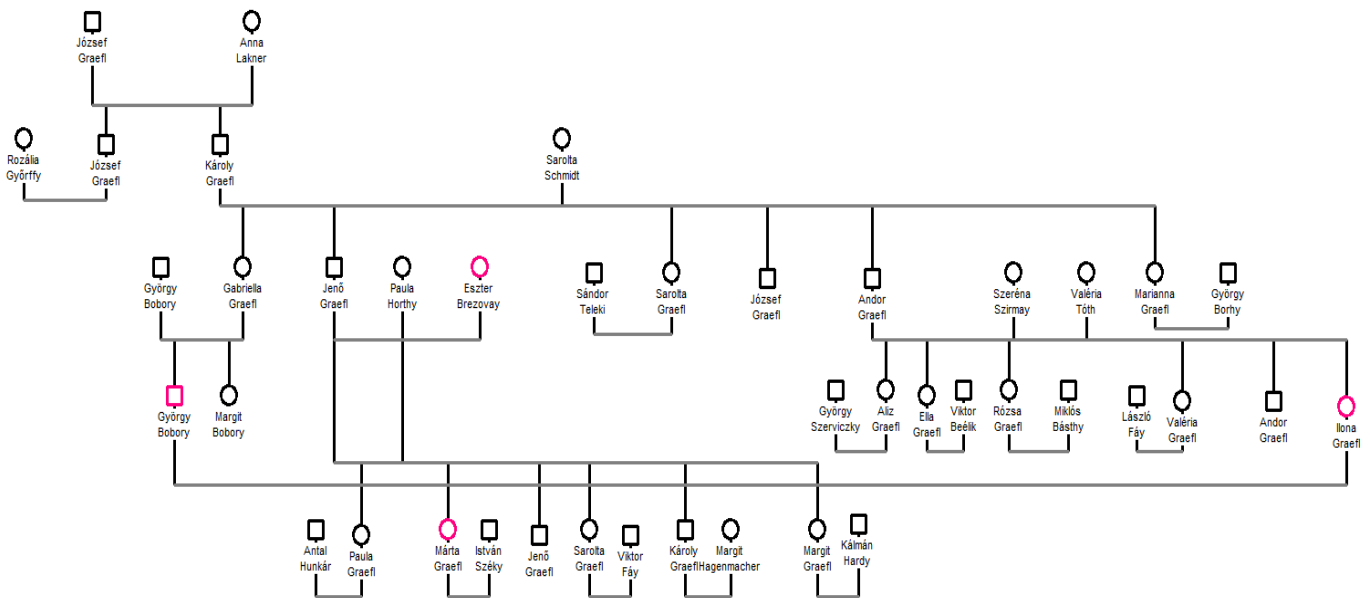 József
Graefl
Anna
Lakner
Rozália
Győrffy
József
Graefl
Károly
Graefl
Sarolta
Schmidt
György
Bobory
Gabriella
Graefl
Jenő
Graefl
Paula
Horthy
Eszter
Brezovay
Sándor
Teleki
Sarolta
Graefl
József
Graefl
Andor
Graefl
Szeréna
Szirmay
Valéria
Tóth
Marianna
Graefl
György
Borhy
György
Bobory
Margit
Bobory
György
Szerviczky
Aliz
Graefl
Ella
Graefl
Viktor
Beélik
Rózsa
Graefl
Miklós
Básthy
László
Fáy
Valéria
Graefl
Andor
Graefl
Ilona
Graefl
Antal
Hunkár
Paula
Graefl
Márta
Graefl
István
Széky
Jenő
Graefl
Sarolta
Graefl
Viktor
Fáy
Károly
Graefl
Margit
Hagenmacher
Margit
Graefl
Kálmán
Hardy